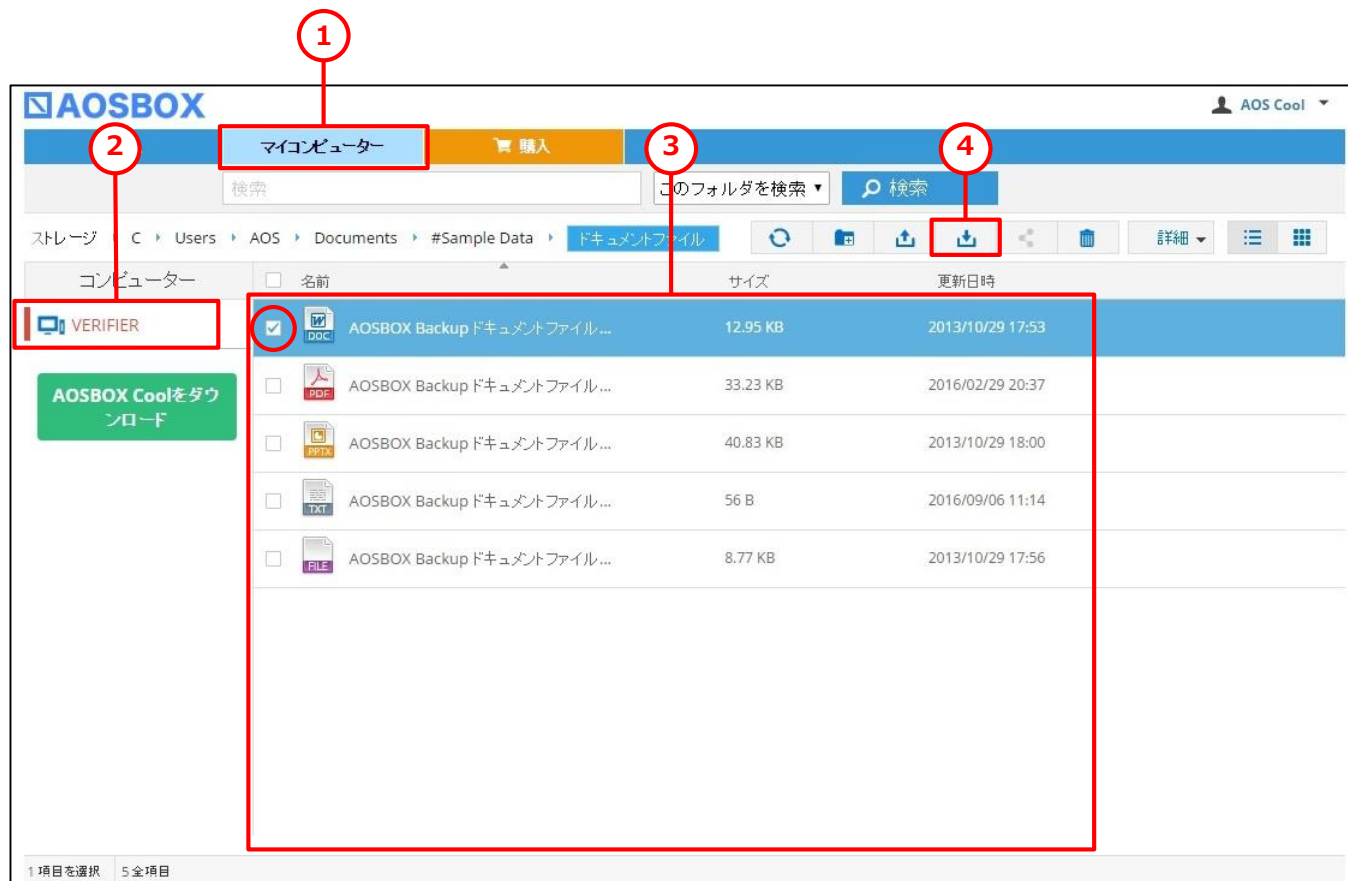 1
AOSBOX
AOS Cool
2
マイコンピューター
購入
3
4
検索
このフォルダを検索
検索
ストレージ C Users AOS Documents #Sample Data ドキュメントファイル
詳細
コンピューター
名前 サイズ 更新日時
VERIFIER
DOC AOSBOX Backup ドキュメントファイル... 12.95 KB 2013/10/29 17:53
AOSBOX Coolをダウ
ンロード
PDF AOSBOX Backup ドキュメントファイル... 33.23 KB 2016/02/29 20:37
PPTX AOSBOX Backup ドキュメントファイル... 40.83 KB 2013/10/29 18:00
TXT AOSBOX Backup ドキュメントファイル... 56 B 2016/09/06 11:14
FILE AOSBOX Backup ドキュメントファイル... 8.77 KB 2013/10/29 17:56
1 項目を選択 5 全項目